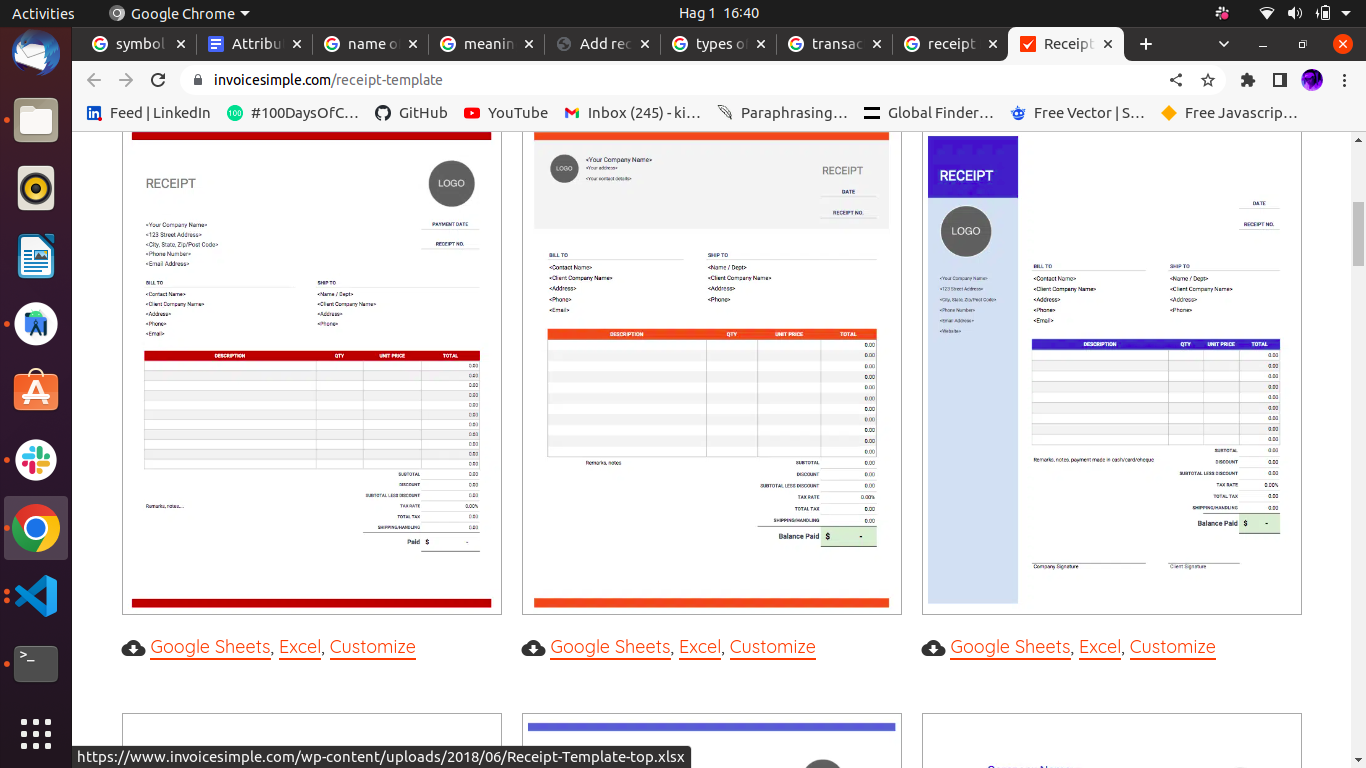 Activities
Google Chrome
Hag 1 16:40
symbol
Attribut
name o
meanin
Add rec
types o
transac
receipt
Receipt
invoicesimple.com/receipt-template
Feed | LinkedIn
#100DaysOfC...
GitHub
YouTube
Inbox (245) - ki...
Paraphrasing...
Global Finder...
Free Vector | S...
Free Javascrip...
RECEIPT
LOGO
PAYMENT DATE
RECEIPT NO.
<Your Company Name>
<123 Street Address>
<City, State, Zip/Post Code>
<Phone Number>
<Email Address>
BILL TO
SHIP TO
<Contact Name>
<Name / Dept>
<Client Company Name>
<Client Company Name>
<Address>
<Address>
<Phone>
<Phone>
<Email>
DESCRIPTION QTY UNIT PRICE TOTAL
0.00
0.00
0.00
0.00
0.00
0.00
0.00
0.00
0.00
0.00
0.00
SUBTOTAL 0.00
DISCOUNT 0.00
SUBTOTAL LESS DISCOUNT 0.00
Remarks, notes...
TAX RATE 0.00%
TOTAL TAX 0.00
SHIPPING/HANDLING 0.00
Paid $ -
Google Sheets, Excel, Customize
LOGO
<Your Company Name>
<Your address>
<Your contact details>
RECEIPT
DATE
RECEIPT NO.
BILL TO
SHIP TO
<Contact Name>
<Name / Dept>
<Client Company Name>
<Client Company Name>
<Address>
<Address>
<Phone>
<Phone>
<Email>
DESCRIPTION QTY UNIT PRICE TOTAL
0.00
0.00
0.00
0.00
0.00
0.00
0.00
0.00
0.00
0.00
0.00
Remarks, notes
SUBTOTAL 0.00
DISCOUNT 0.00
SUBTOTAL LESS DISCOUNT 0.00
TAX RATE 0.00%
TOTAL TAX 0.00
SHIPPING/HANDLING 0.00
Balance Paid $ -
Google Sheets, Excel, Customize
RECEIPT
LOGO
DATE
RECEIPT NO.
<Your Company Name>
<123 Street Address>
<City, State, Zip/Post Code>
<Phone Number>
<Email Address>
<Website>
BILL TO
SHIP TO
<Contact Name>
<Name / Dept>
<Client Company Name>
<Client Company Name>
<Address>
<Address>
<Phone>
<Phone>
<Email>
DESCRIPTION QTY UNIT PRICE TOTAL
0.00
0.00
0.00
0.00
0.00
0.00
0.00
0.00
0.00
Remarks, notes, payment made in cash/card/cheque
SUBTOTAL 0.00
DISCOUNT 0.00
SUBTOTAL LESS DISCOUNT 0.00
TAX RATE 0.00%
TOTAL TAX 0.00
SHIPPING/HANDLING 0.00
Balance Paid $ -
Company Signature
Client Signature
Google Sheets, Excel, Customize
https://www.invoicesimple.com/wp-content/uploads/2018/06/Receipt-Template-top.xlsx